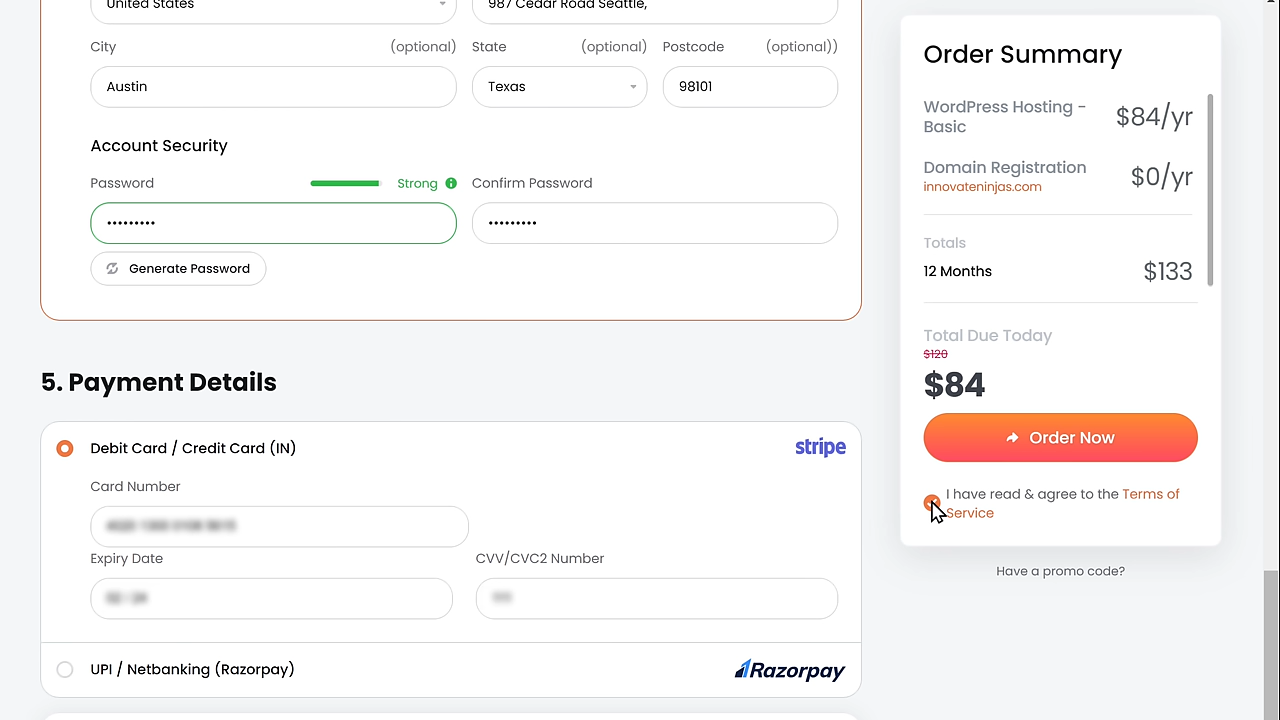 United States
987 Cedar Road Seattle,
City (optional) State (optional) Postcode (optional))
Austin Texas 98101
Account Security
Password Strong Confirm Password
••••••••• •••••••••
Generate Password
5. Payment Details
Debit Card / Credit Card (IN) stripe
Card Number
Expiry Date CVV/CVC2 Number
UPI / Netbanking (Razorpay) Razorpay
Order Summary
WordPress Hosting -
Basic
$84/yr
Domain Registration
innovateninjas.com
$0/yr
Totals
12 Months $133
Total Due Today
$120
$84
Order Now
I have read & agree to the Terms of
Service
Have a promo code?